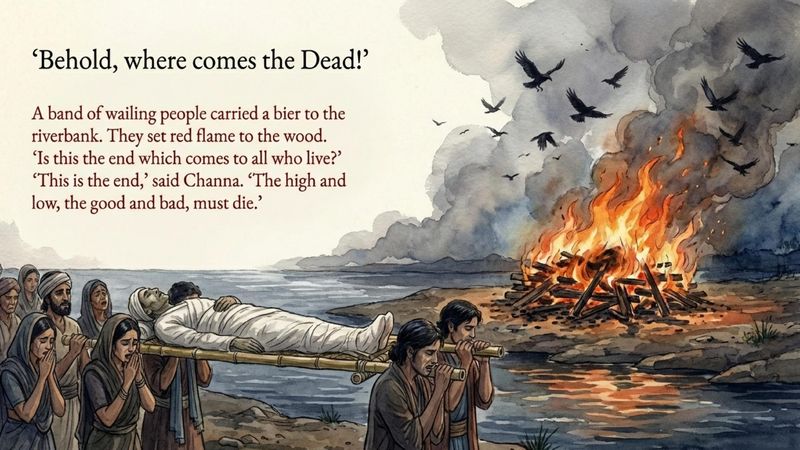 ‘Behold, where comes the Dead!’
A band of wailing people carried a bier to the
riverbank. They set red flame to the wood.
‘Is this the end which comes to all who live?’
‘This is the end,’ said Channa. ‘The high and
low, the good and bad, must die.’